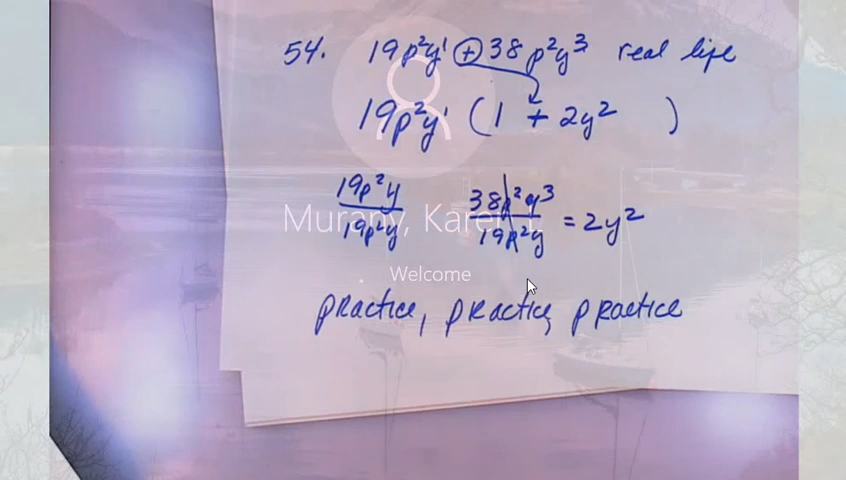 54. 19p²y¹ + 38p²y³ real life
19p²y¹ (1 + 2y² )
19p²y/19p²y 38p²y³/19p²y = 2y²
Murany, Karen L
Welcome
practice, practice, practice